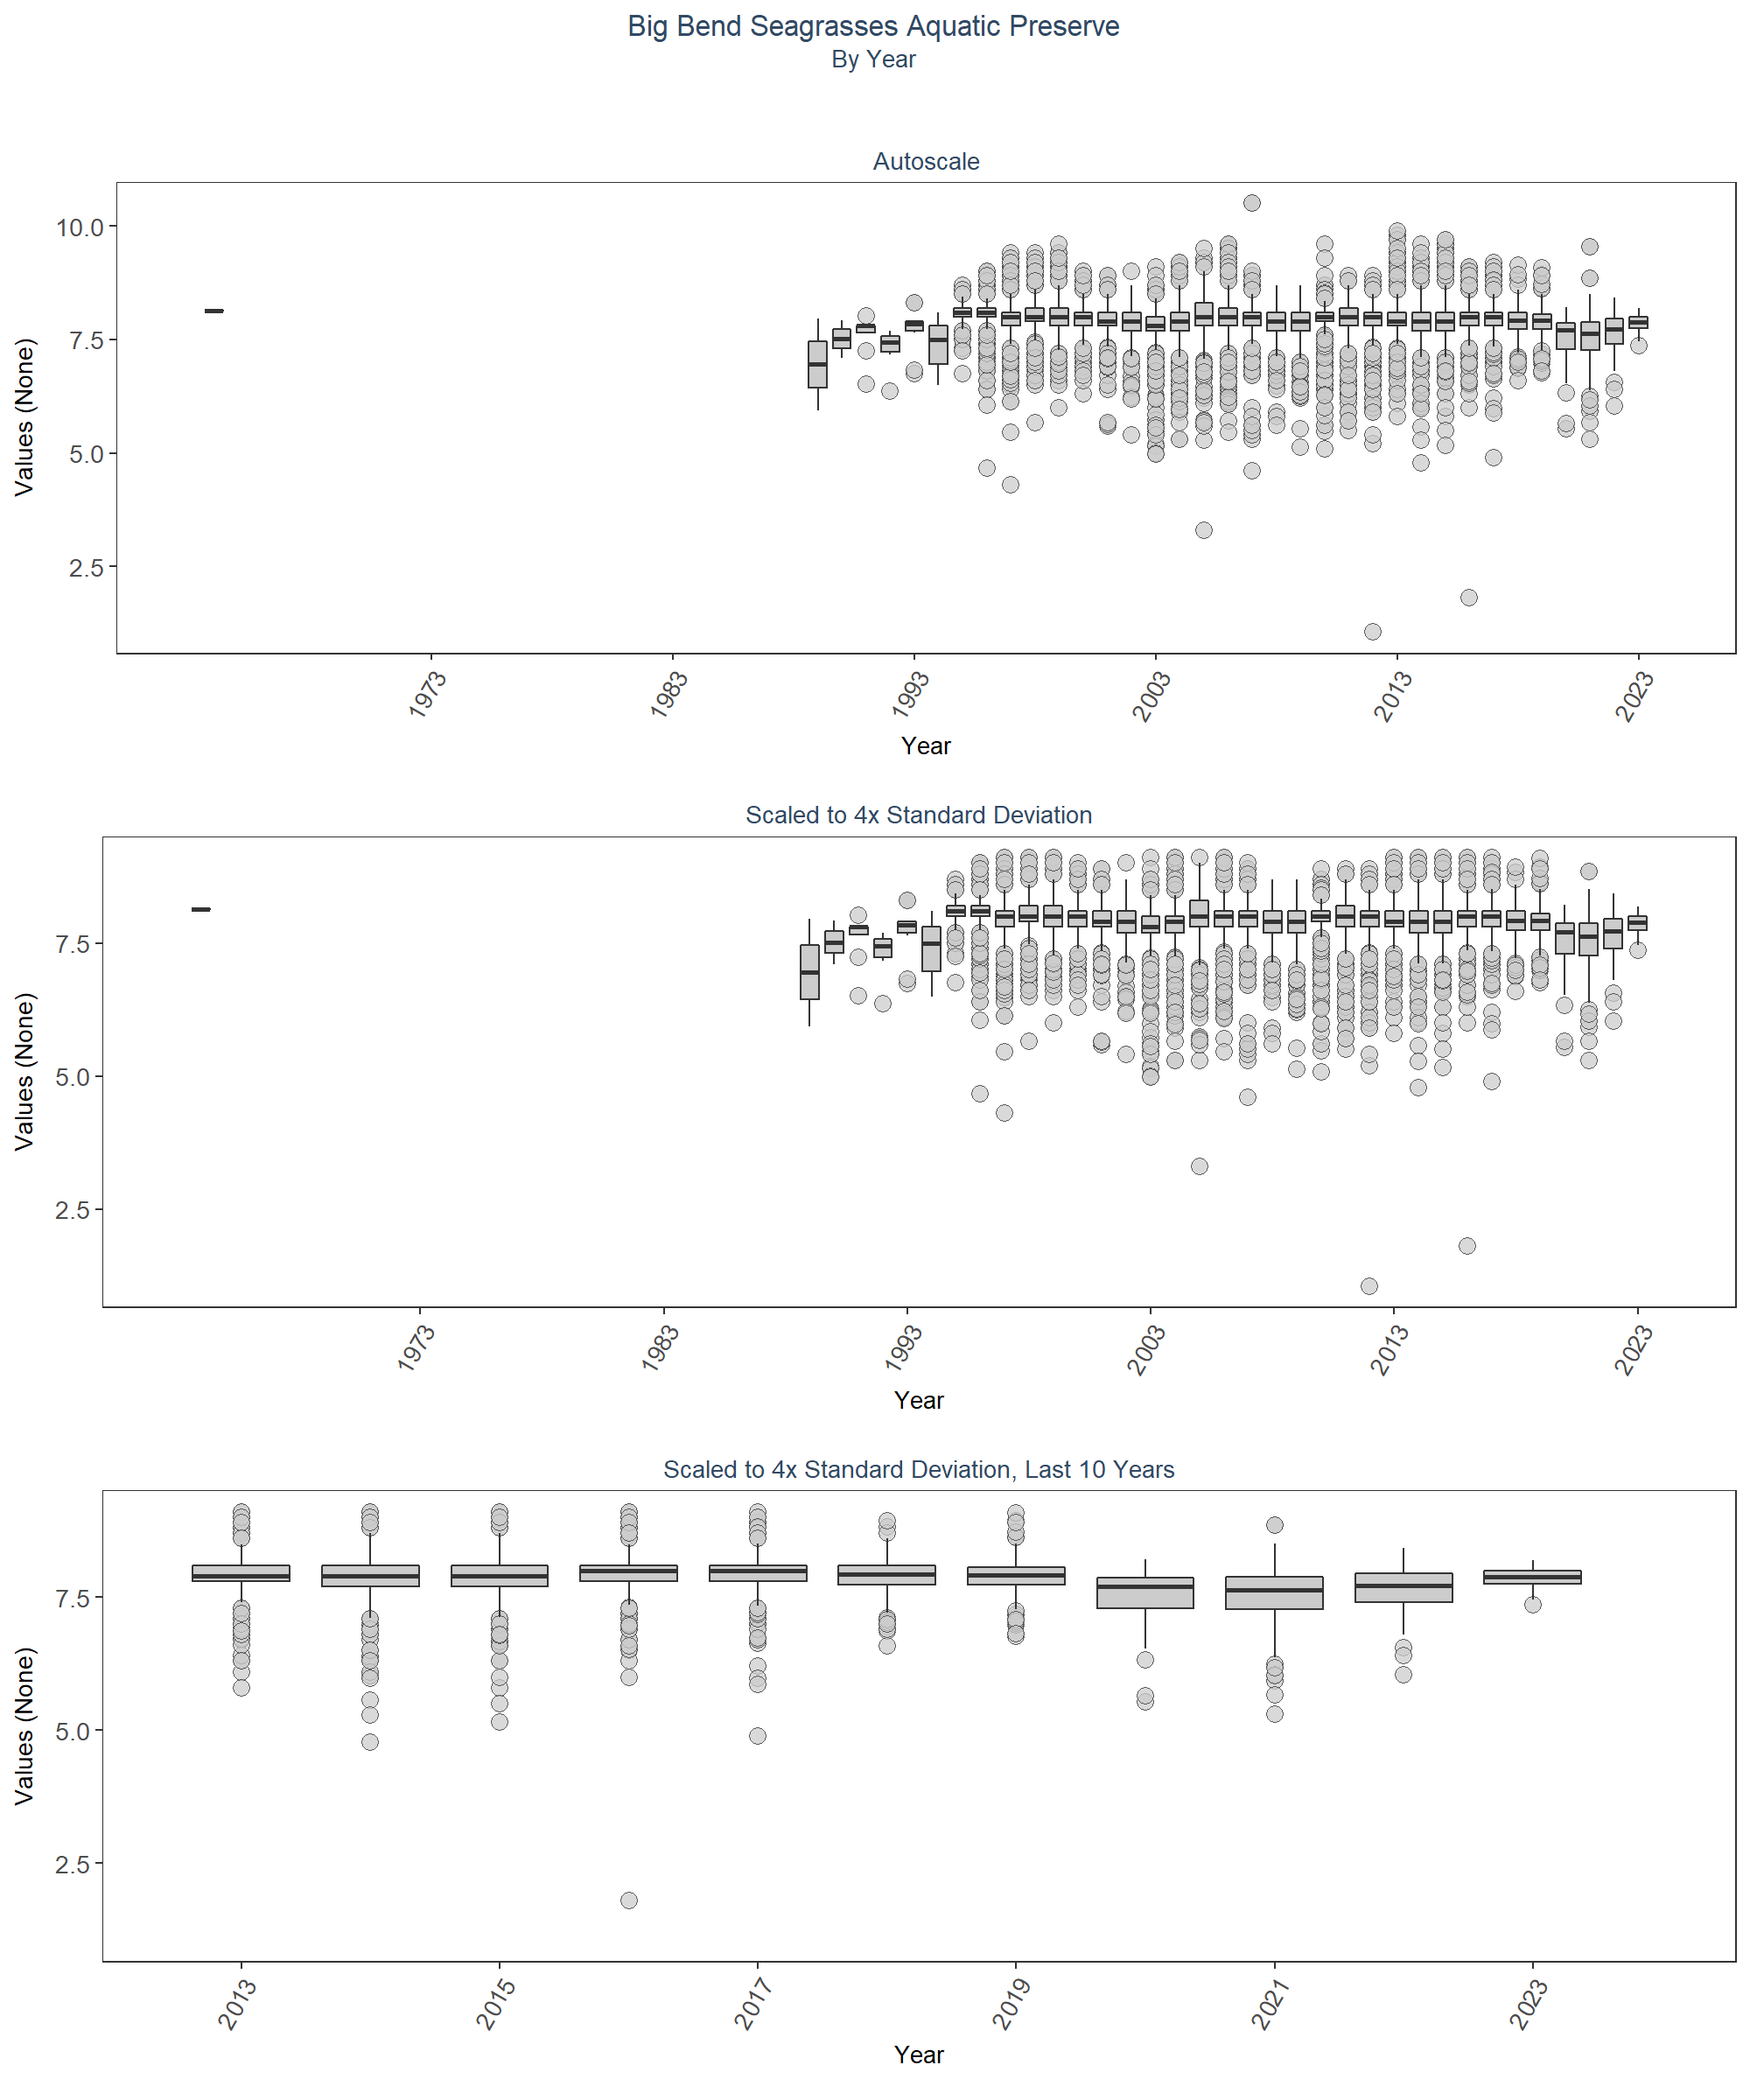 Big Bend Seagrasses Aquatic Preserve
By Year
Autoscale
Values (None)
10.0
7.5
5.0
2.5
1973
1983
1993
2003
2013
2023
Year
Scaled to 4x Standard Deviation
Values (None)
7.5
5.0
2.5
1973
1983
1993
2003
2013
2023
Year
Scaled to 4x Standard Deviation, Last 10 Years
Values (None)
7.5
5.0
2.5
2013
2015
2017
2019
2021
2023
Year